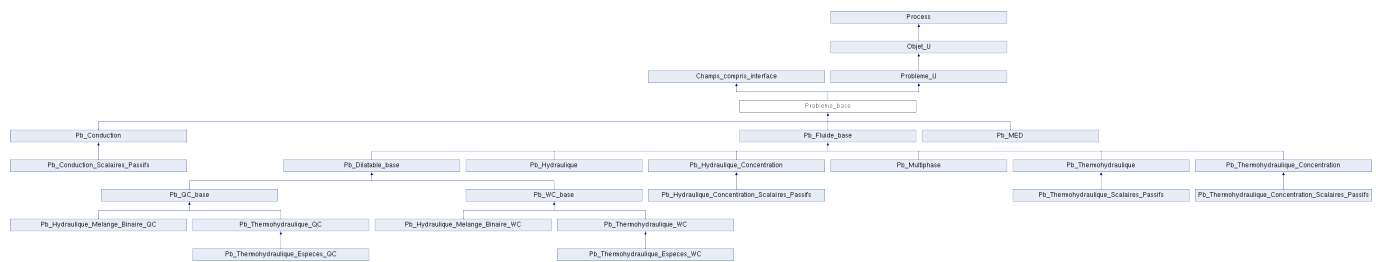 Process
Objet_U
Champs_compris_interface
Probleme_U
Probleme_base
Pb_Conduction
Pb_Fluide_base
Pb_MED
Pb_Conduction_Scalaires_Passifs
Pb_Dilatable_base
Pb_Hydraulique
Pb_Hydraulique_Concentration
Pb_Multiphase
Pb_Thermohydraulique
Pb_Thermohydraulique_Concentration
Pb_QC_base
Pb_WC_base
Pb_Hydraulique_Concentration_Scalaires_Passifs
Pb_Thermohydraulique_Scalaires_Passifs
Pb_Thermohydraulique_Concentration_Scalaires_Passifs
Pb_Hydraulique_Melange_Binaire_QC
Pb_Thermohydraulique_QC
Pb_Hydraulique_Melange_Binaire_WC
Pb_Thermohydraulique_WC
Pb_Thermohydraulique_Especes_QC
Pb_Thermohydraulique_Especes_WC